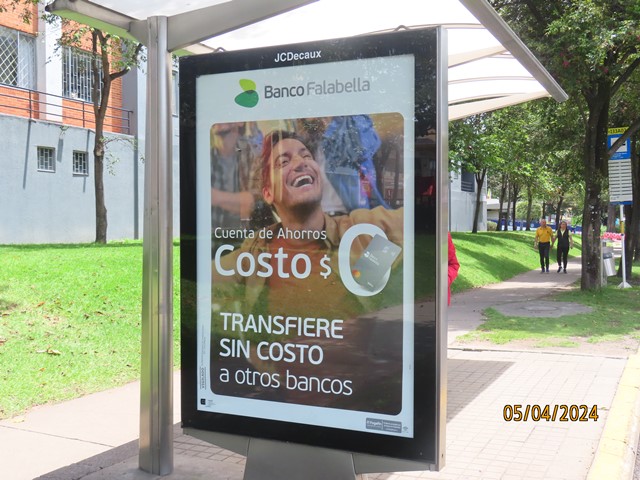 JCDecaux
Banco Falabella
Cuenta de Ahorros
Costo $0
TRANSFIERE
SIN COSTO
a otros bancos
05/04/2024